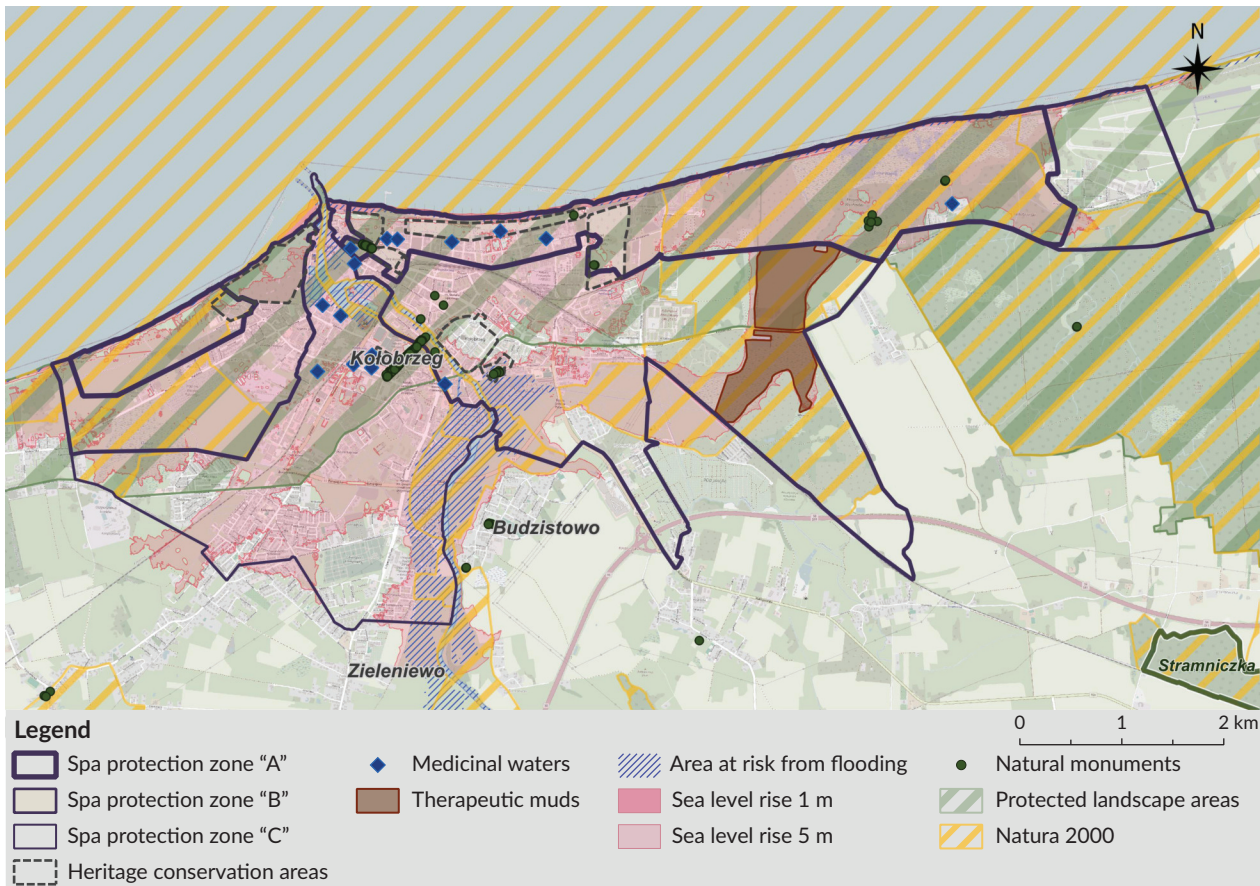 N
Kołobrzeg
Budzistowo
Zieleniewo
Stramniczka
Legend
0 1 2 km
Spa protection zone “A”
Medicinal waters
Area at risk from flooding
Natural monuments
Spa protection zone “B”
Therapeutic muds
Sea level rise 1 m
Protected landscape areas
Spa protection zone “C”
Sea level rise 5 m
Natura 2000
Heritage conservation areas